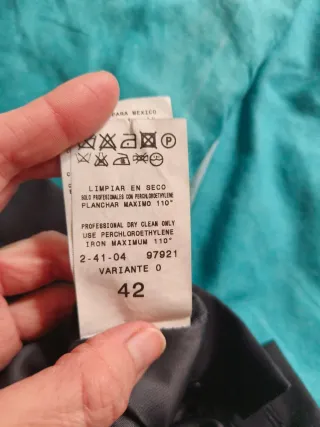 PARA MEXICO
P
LIMPIAR EN SECO
SOLO PROFESIONALES CON PERCHLOROETHYLENE
PLANCHAR MAXIMO 110°
PROFESSIONAL DRY CLEAN ONLY
USE PERCHLOROETHYLENE
IRON MAXIMUM 110°
2-41-04 97921
VARIANTE 0
42